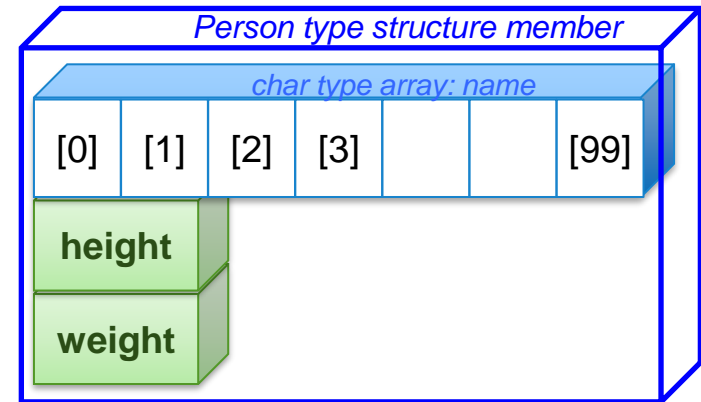 Person type structure member
char type array: name
[0] [1] [2] [3] [99]
height
weight